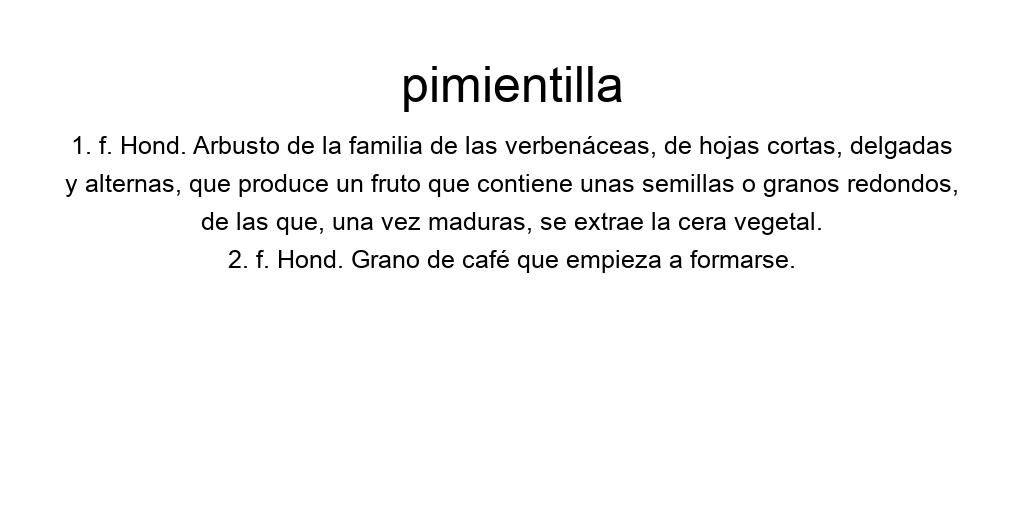 pimientilla
1. f. Hond. Arbusto de la familia de las verbenáceas, de hojas cortas, delgadas
y alternas, que produce un fruto que contiene unas semillas o granos redondos,
de las que, una vez maduras, se extrae la cera vegetal.
2. f. Hond. Grano de café que empieza a formarse.